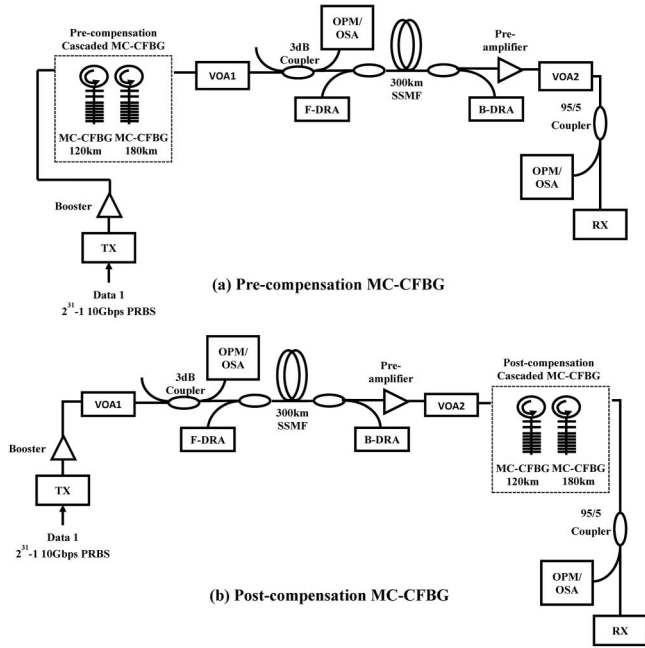 Pre-compensation
Cascaded MC-CFBG
MC-CFBG MC-CFBG
120km 180km
Booster
TX
Data 1
2³¹-1 10Gbps PRBS
VOA1
3dB
Coupler
OPM/
OSA
F-DRA
300km
SSMF
B-DRA
Pre-
amplifier
VOA2
95/5
Coupler
OPM/
OSA
RX
(a) Pre-compensation MC-CFBG
Booster
TX
Data 1
2³¹-1 10Gbps PRBS
VOA1
3dB
Coupler
OPM/
OSA
F-DRA
300km
SSMF
B-DRA
Pre-
amplifier
VOA2
Post-compensation
Cascaded MC-CFBG
MC-CFBG MC-CFBG
120km 180km
95/5
Coupler
OPM/
OSA
RX
(b) Post-compensation MC-CFBG